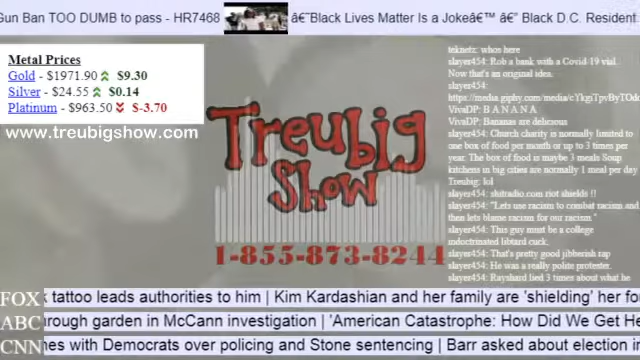 Gun Ban TOO DUMB to pass - HR7468 â€˜Black Lives Matter Is a Jokeâ€™ â€” Black D.C. Resident
Metal Prices
Gold - $1971.90 $9.30
Silver - $24.55 $0.14
Platinum - $963.50 $-3.70
www.treubigshow.com
Treubig
Show
1-855-873-8244
teknetz: whos here
slayer454: Rob a bank with a Covid 19 vial.
Now that's an original idea.
slayer454:
https://media.giphy.com/media/cYkgiTpvByTOdc
VivaDP: B A N A N A
VivaDP: Bananas are delicious
slayer454: Church charity is normally limited to
one box of food per month or up to 3 times per
year. The box of food is maybe 3 meals Soup
kitchens in big cities are normally 1 meal per day
Treubig: lol
slayer454: shitradio.com riot shields !!
slayer454: "Lets use racism to combat racism and
then lets blame racism for our racism."
slayer454: This guy must be a college
indoctrinated libtard cuck.
slayer454: That's pretty good jibberish rap
slayer454: He was a really polite protester.
slayer454: Rayshard lied 3 times about what he
FOX k tattoo leads authorities to him | Kim Kardashian and her family are 'shielding' her fo
ABC rough garden in McCann investigation | 'American Catastrophe: How Did We Get He
CNN nes with Democrats over policing and Stone sentencing | Barr asked about election in